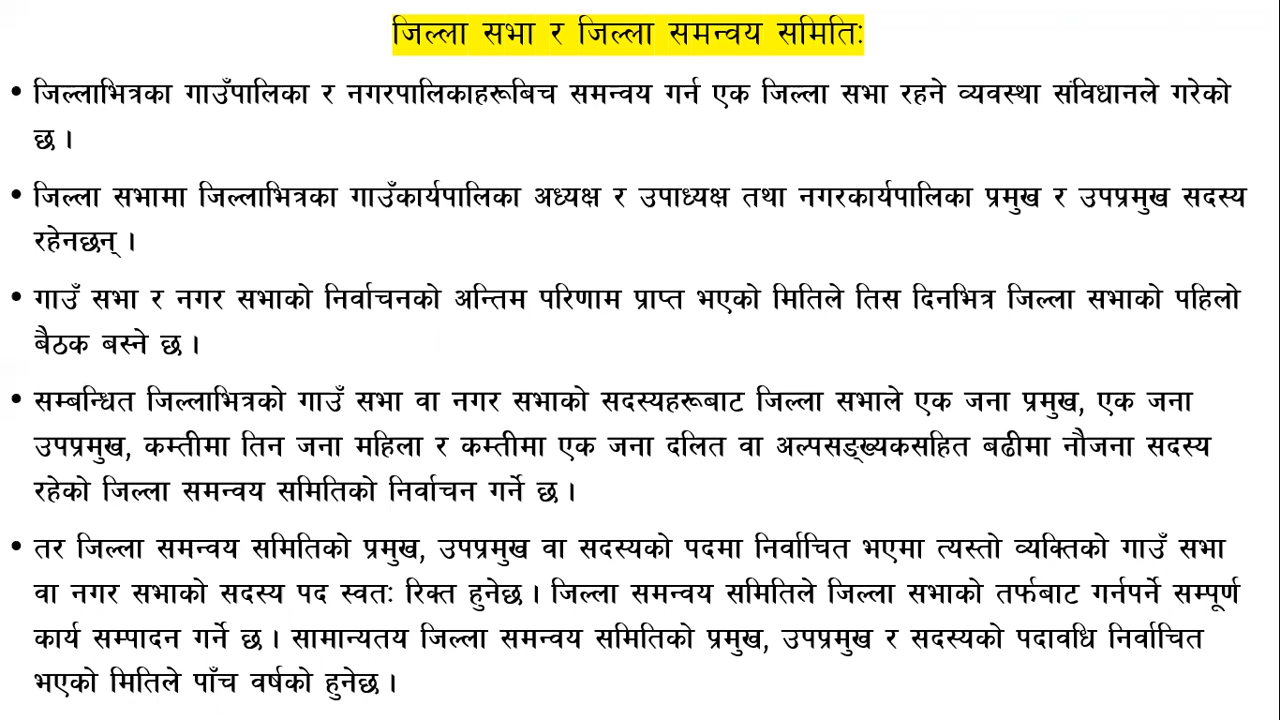 जिल्ला सभा र जिल्ला समन्वय समितिः
• जिल्लाभित्रका गाउँपालिका र नगरपालिकाहरूबिच समन्वय गर्न एक जिल्ला सभा रहने व्यवस्था संविधानले गरेको
छ ।
• जिल्ला सभामा जिल्लाभित्रका गाउँकार्यपालिका अध्यक्ष र उपाध्यक्ष तथा नगरकार्यपालिका प्रमुख र उपप्रमुख सदस्य
रहेनछन् ।
• गाउँ सभा र नगर सभाको निर्वाचनको अन्तिम परिणाम प्राप्त भएको मितिले तिस दिनभित्र जिल्ला सभाको पहिलो
बैठक बस्ने छ ।
• सम्बन्धित जिल्लाभित्रको गाउँ सभा वा नगर सभाको सदस्यहरूबाट जिल्ला सभाले एक जना प्रमुख, एक जना
उपप्रमुख, कम्तीमा तिन जना महिला र कम्तीमा एक जना दलित वा अल्पसङ्ख्यकसहित बढीमा नौजना सदस्य
रहेको जिल्ला समन्वय समितिको निर्वाचन गर्ने छ ।
• तर जिल्ला समन्वय समितिको प्रमुख, उपप्रमुख वा सदस्यको पदमा निर्वाचित भएमा त्यस्तो व्यक्तिको गाउँ सभा
वा नगर सभाको सदस्य पद स्वतः रिक्त हुनेछ । जिल्ला समन्वय समितिले जिल्ला सभाको तर्फबाट गर्नपर्ने सम्पूर्ण
कार्य सम्पादन गर्ने छ । सामान्यतय जिल्ला समन्वय समितिको प्रमुख, उपप्रमुख र सदस्यको पदावधि निर्वाचित
भएको मितिले पाँच वर्षको हुनेछ ।